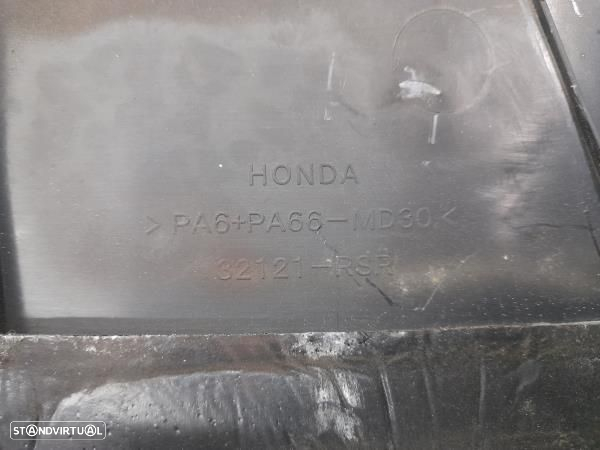 HONDA
>PA6+PA66-MD30<
32121-RSR
STANDVIRTUAL